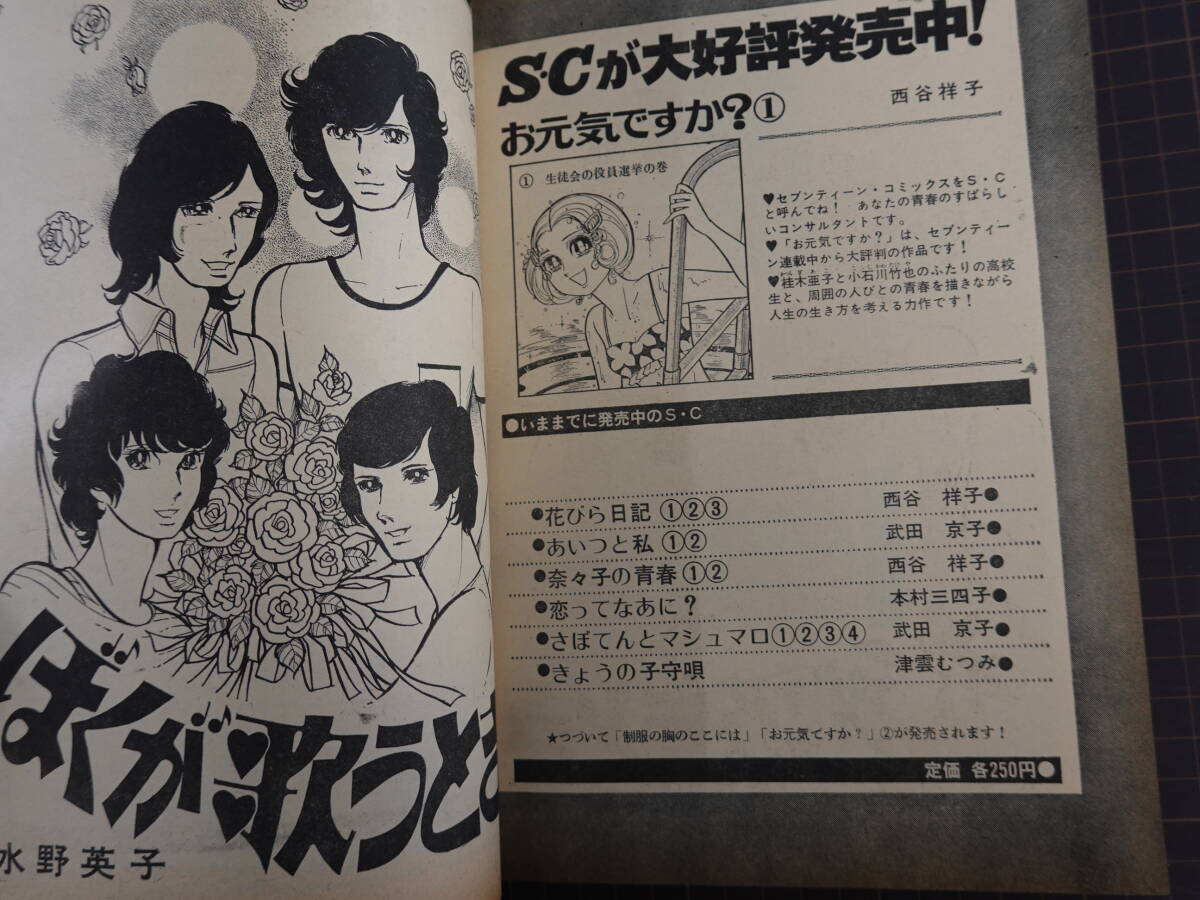 ぼくが歌うとき
水野英子
S・Cが大好評発売中!
お元気ですか?①
西谷祥子
① 生徒会の役員選挙の巻
♥セブンティーン・コミックスをS・C
と呼んでね! あなたの青春のすばらし
いコンサルタントです。
♥「お元気ですか?」は、セブンティー
ン連載中から大評判の作品です!
♥桂木亜子と小石川竹也のふたりの高校
生と、周囲の人びとの青春を描きながら
人生の生き方を考える力作です!
●いままでに発売中のS・C
●花びら日記①②③ 西谷 祥子●
●あいつと私①② 武田 京子●
●奈々子の青春①② 西谷 祥子●
●恋ってなあに? 本村三四子●
●さぼてんとマシュマロ①②③④ 武田 京子●
●きょうの子守唄 津雲むつみ●
★つづいて「制服の胸のここには」「お元気ですか?」②が発売されます!
定価 各250円●